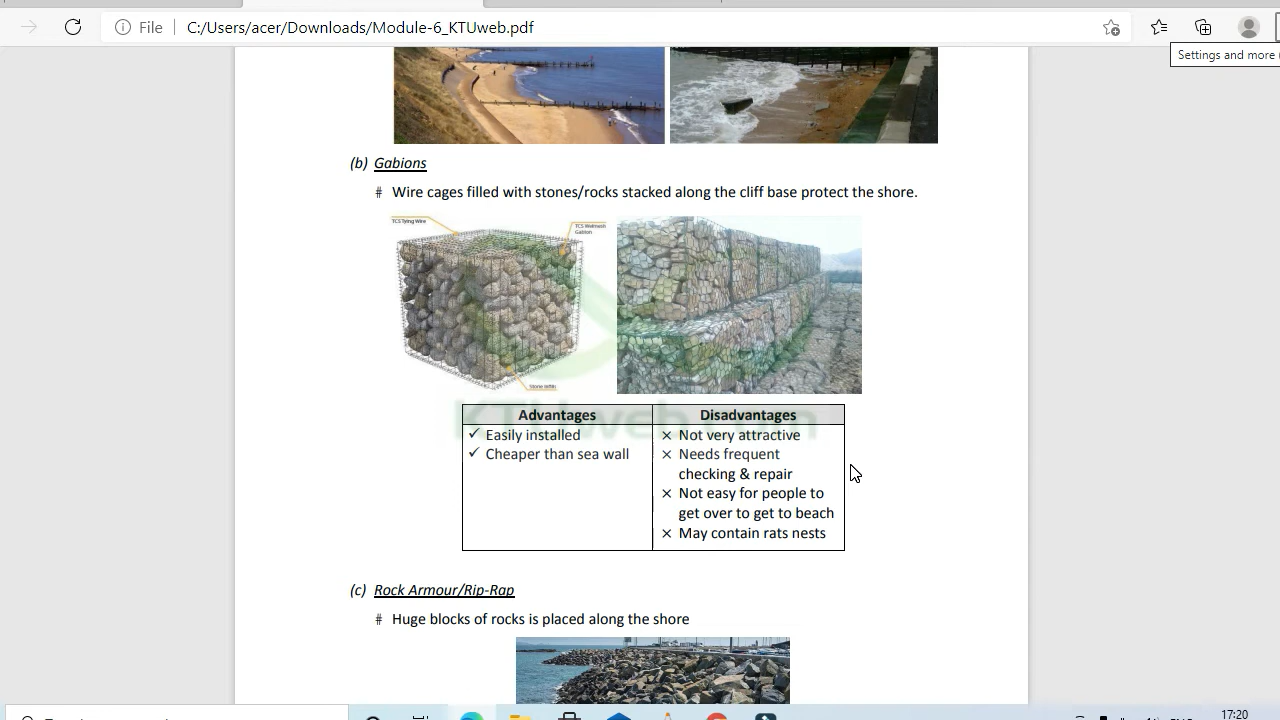 File C:/Users/acer/Downloads/Module-6_KTUweb.pdf
Settings and more
(b) Gabions
# Wire cages filled with stones/rocks stacked along the cliff base protect the shore.
TCS Tying Wire
TCS Welmesh
Gabion
Stone Infills
KTUweb.com
Advantages Disadvantages
✓ Easily installed × Not very attractive
✓ Cheaper than sea wall × Needs frequent
checking & repair
× Not easy for people to
get over to get to beach
× May contain rats nests
(c) Rock Armour/Rip-Rap
# Huge blocks of rocks is placed along the shore
17:20